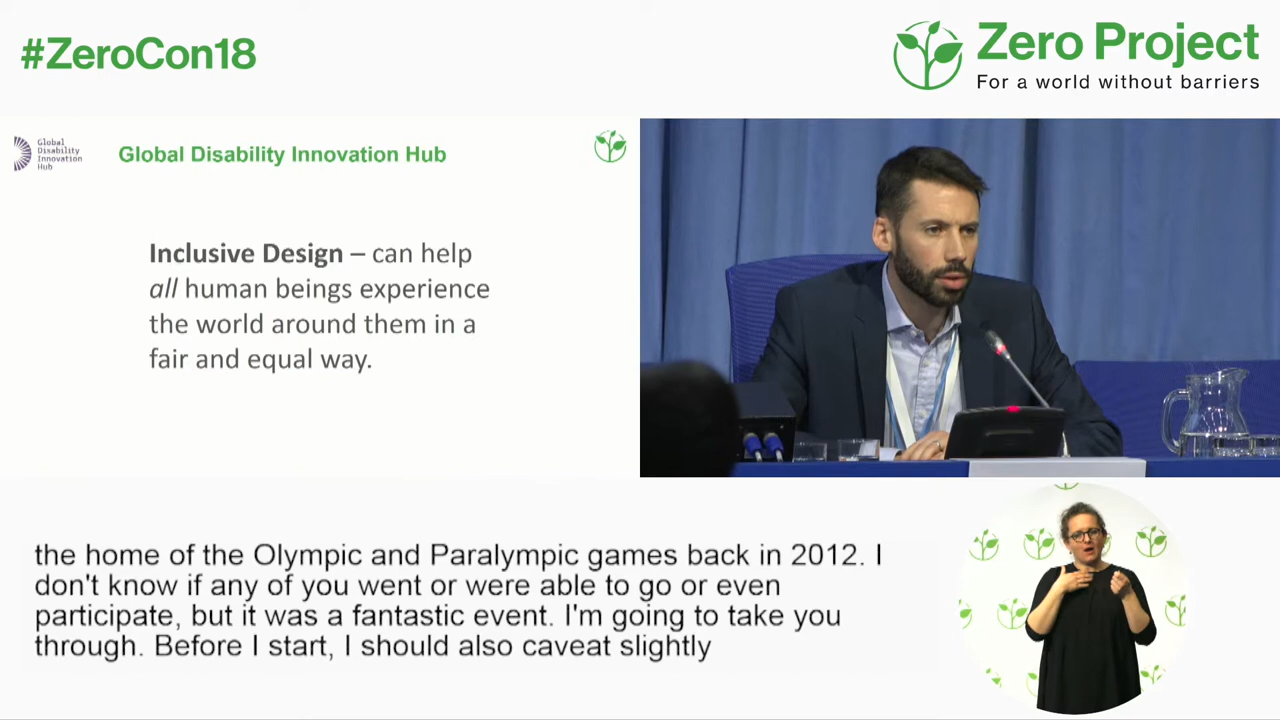 #ZeroCon18
Zero Project
For a world without barriers
Global
Disability
Innovation
Hub
Global Disability Innovation Hub
Inclusive Design – can help
all human beings experience
the world around them in a
fair and equal way.
the home of the Olympic and Paralympic games back in 2012. I
don't know if any of you went or were able to go or even
participate, but it was a fantastic event. I'm going to take you
through. Before I start, I should also caveat slightly